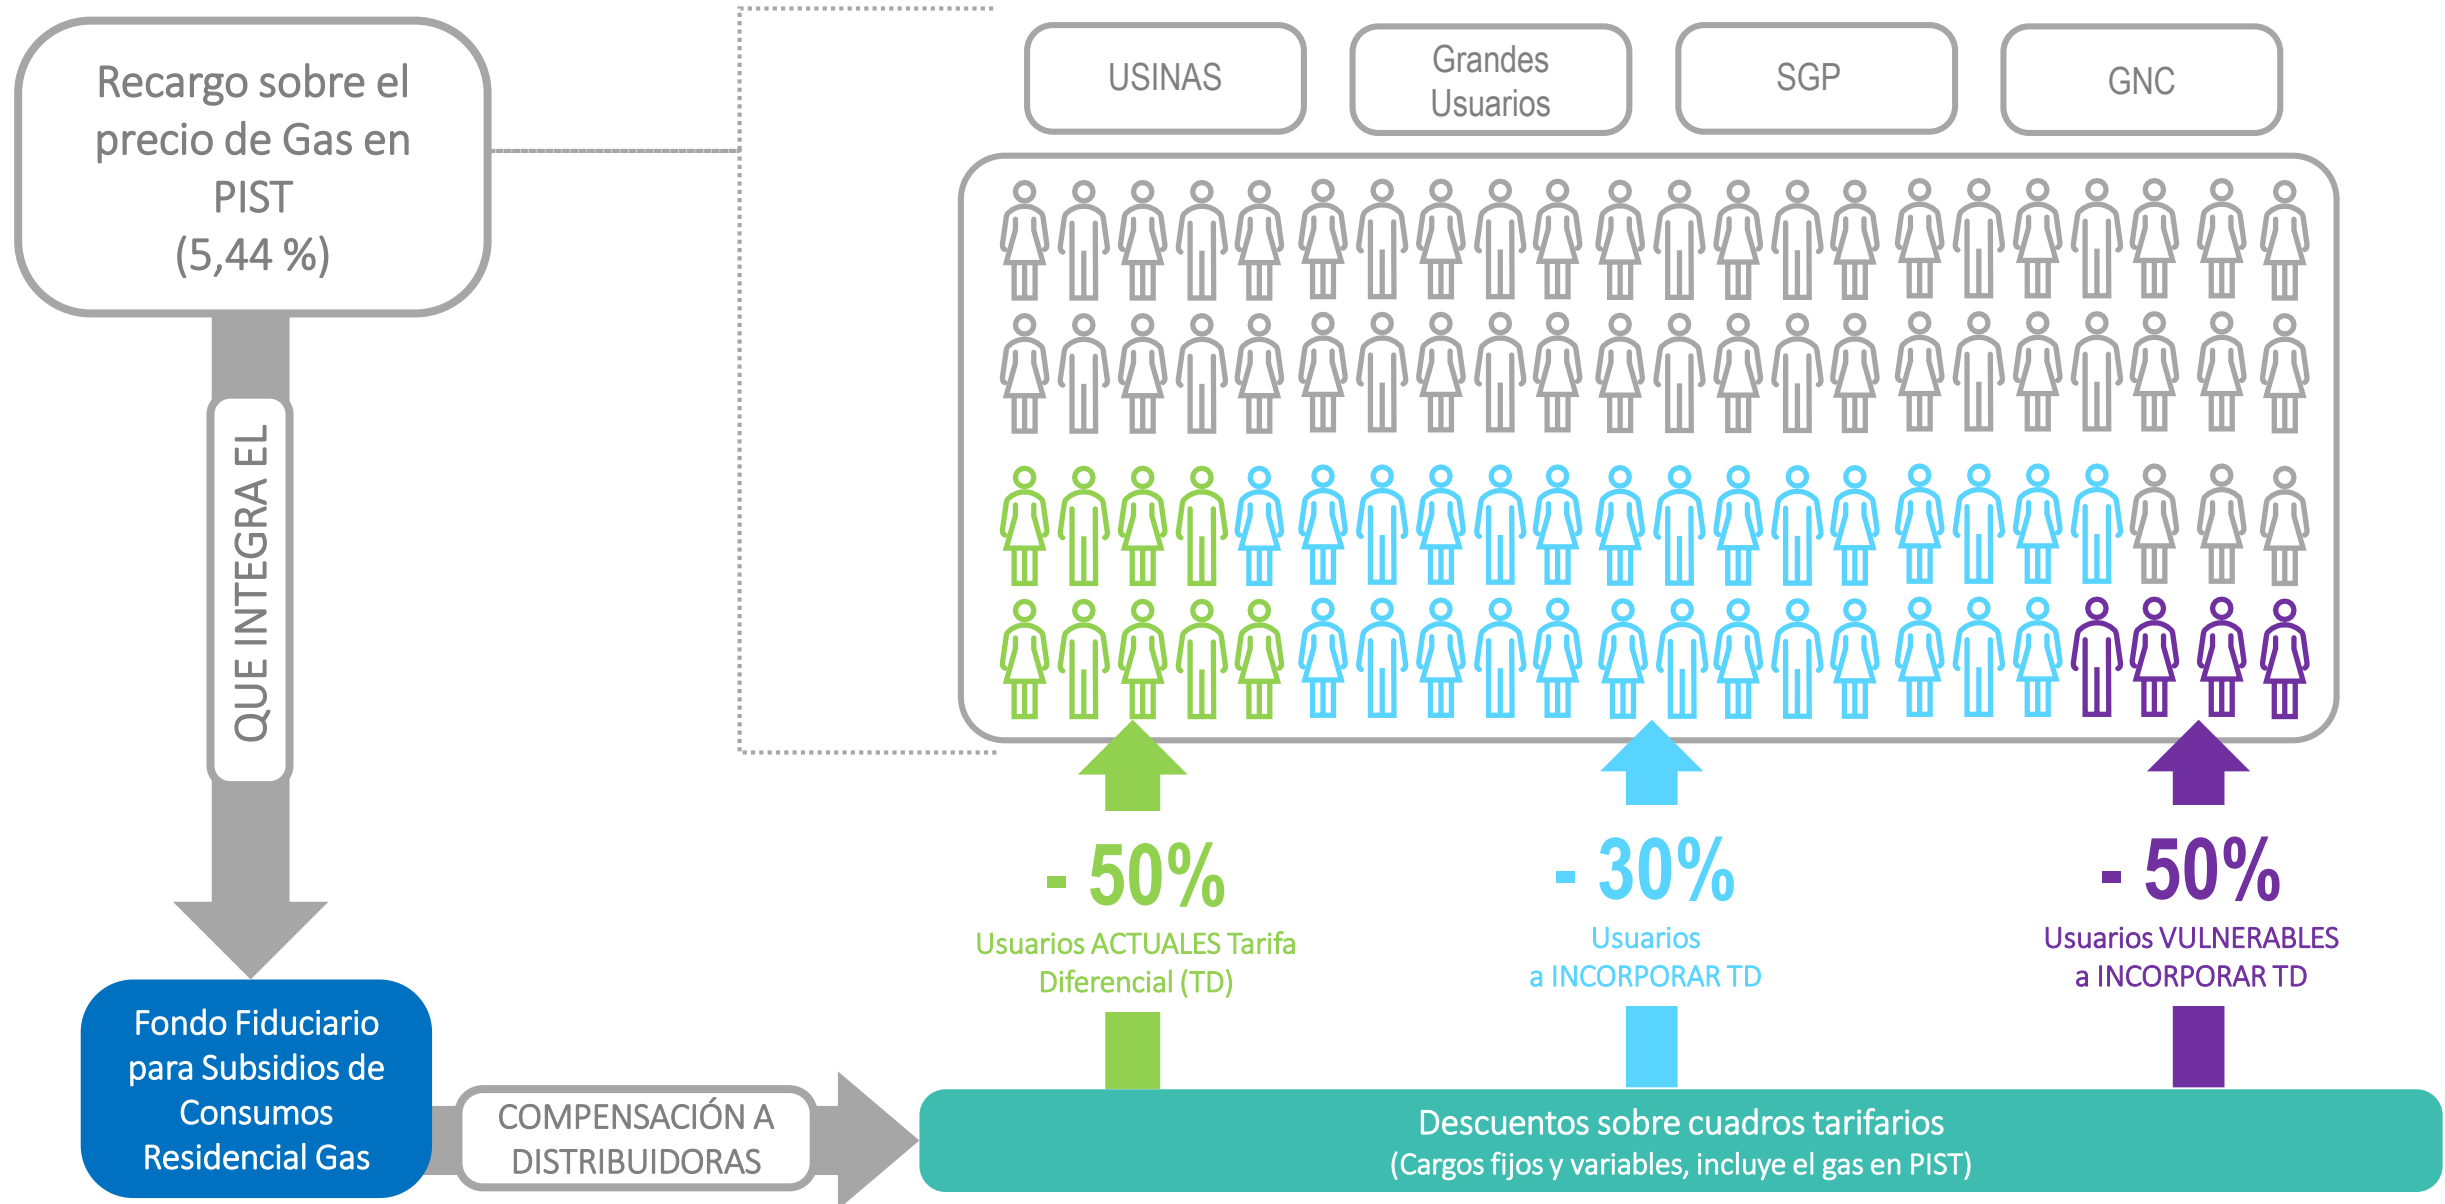 Recargo sobre el
precio de Gas en
PIST
(5,44 %)
USINAS
Grandes
Usuarios
SGP
GNC
QUE INTEGRA EL
- 50%
Usuarios ACTUALES Tarifa
Diferencial (TD)
- 30%
Usuarios
a INCORPORAR TD
- 50%
Usuarios VULNERABLES
a INCORPORAR TD
Fondo Fiduciario
para Subsidios de
Consumos
Residencial Gas
COMPENSACIÓN A
DISTRIBUIDORAS
Descuentos sobre cuadros tarifarios
(Cargos fijos y variables, incluye el gas en PIST)